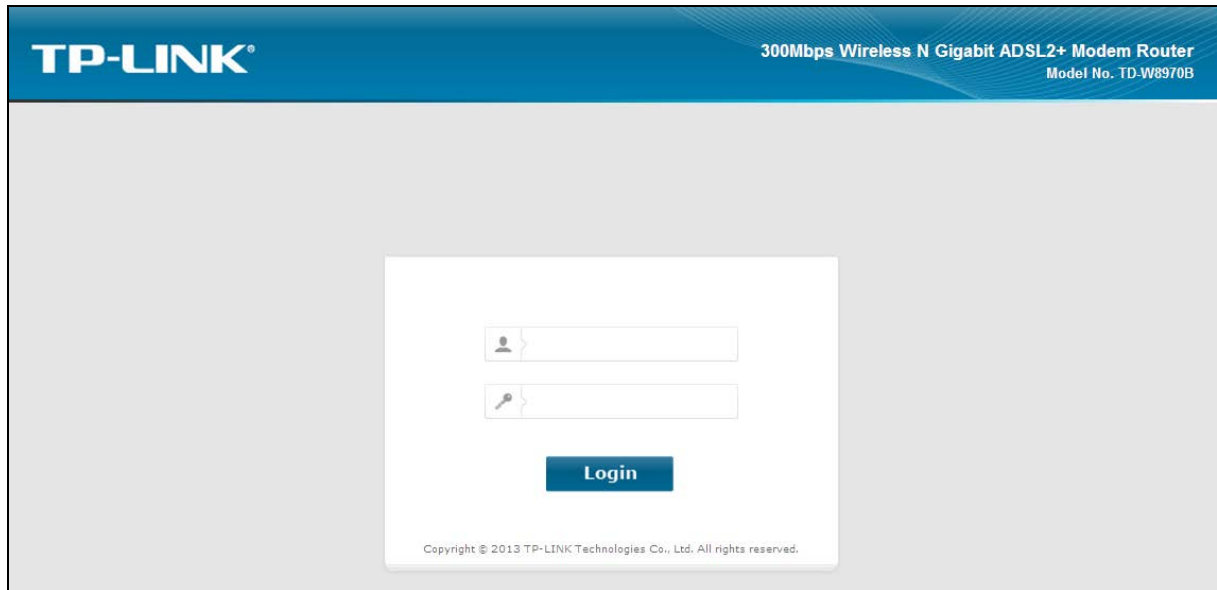 TP-LINK®
300Mbps Wireless N Gigabit ADSL2+ Modem Router
Model No. TD-W8970B
Login
Copyright © 2013 TP-LINK Technologies Co., Ltd. All rights reserved.